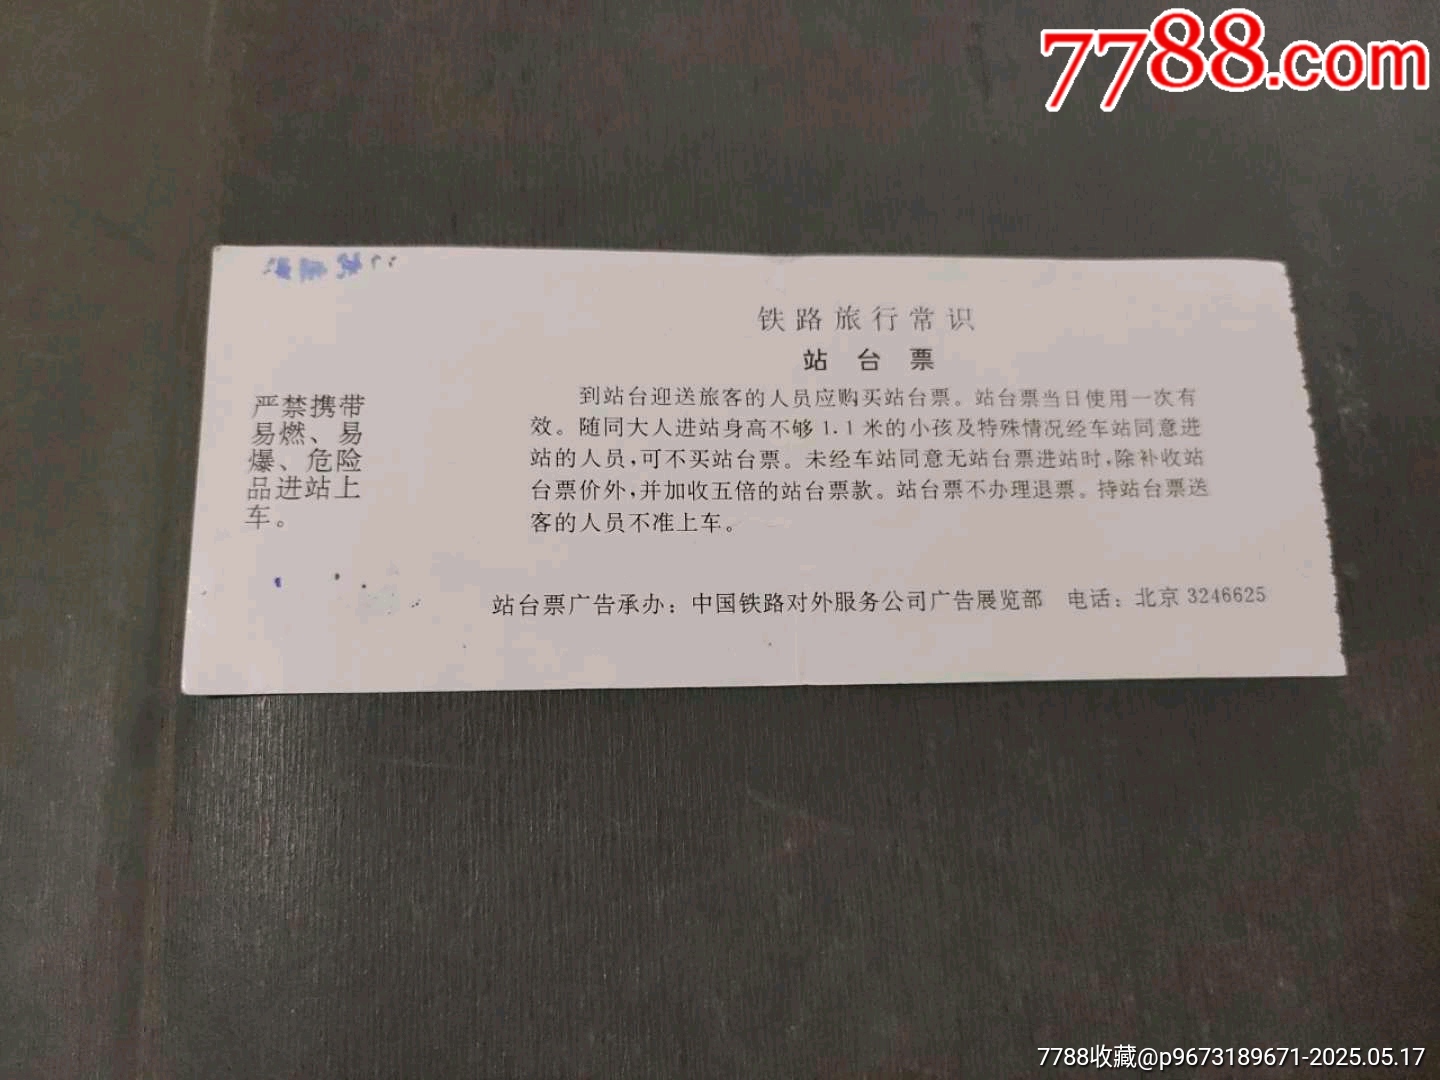 7788.com
铁路旅行常识
站台票
到站台迎送旅客的人员应购买站台票。站台票当日使用一次有
效。随同大人进站身高不够1.1米的小孩及特殊情况经车站同意进
站的人员，可不买站台票。未经车站同意无站台票进站时，除补收站
台票价外，并加收五倍的站台票款。站台票不办理退票。持站台票送
客的人员不准上车。
严禁携带
易燃、易
爆、危险
品进站上
车。
站台票广告承办：中国铁路对外服务公司广告展览部 电话：北京3246625
7788收藏@p9673189671-2025.05.17